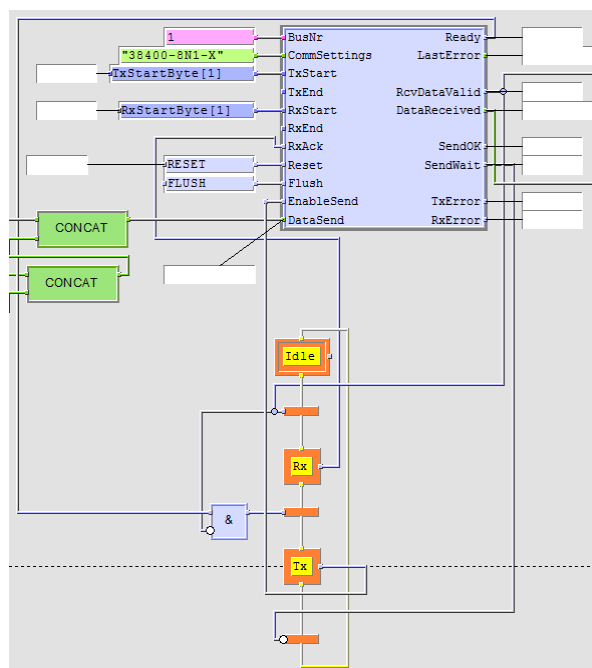 1
BusNr
Ready
"38400-8N1-X"
CommSettings
LastError
TxStartByte[1]
TxStart
TxEnd
RcvDataValid
RxStartByte[1]
RxStart
DataReceived
RxEnd
RxAck
SendOK
RESET
Reset
SendWait
FLUSH
Flush
EnableSend
TxError
DataSend
RxError
CONCAT
CONCAT
Idle
Rx
&
Tx